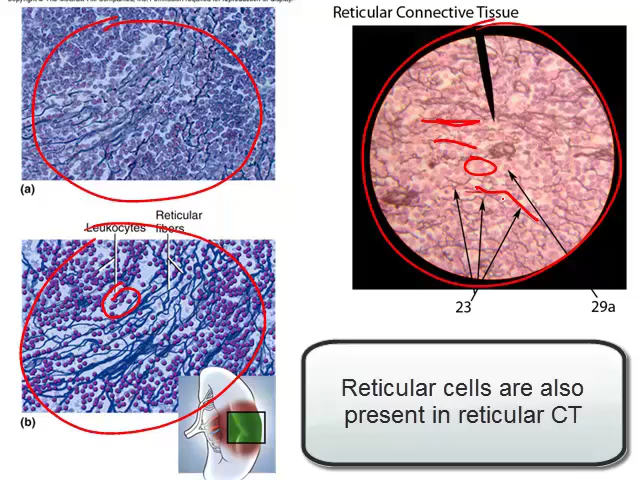 Reticular Connective Tissue
(a)
Leukocytes
Reticular
fibers
(b)
23
29a
Reticular cells are also
present in reticular CT